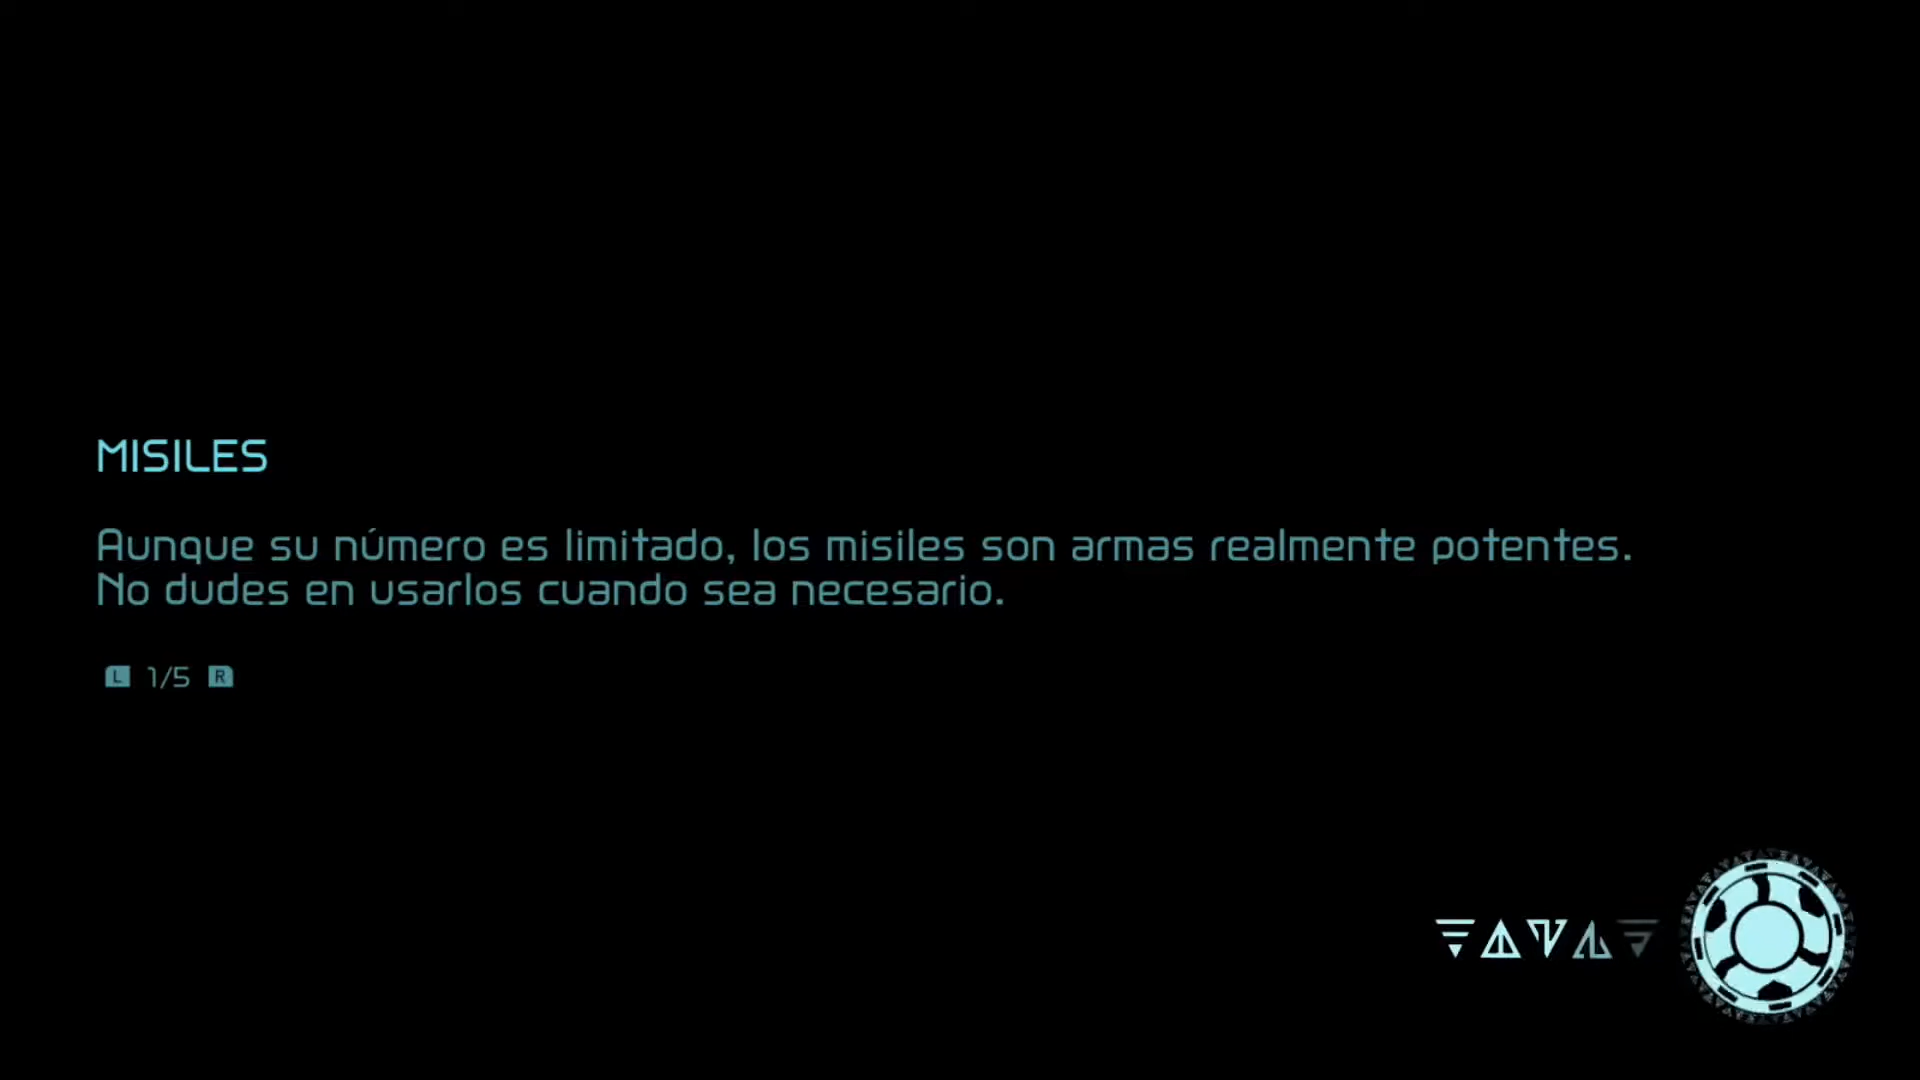 MISILES
Aunque su número es limitado, los misiles son armas realmente potentes.
No dudes en usarlos cuando sea necesario.
L 1/5 R